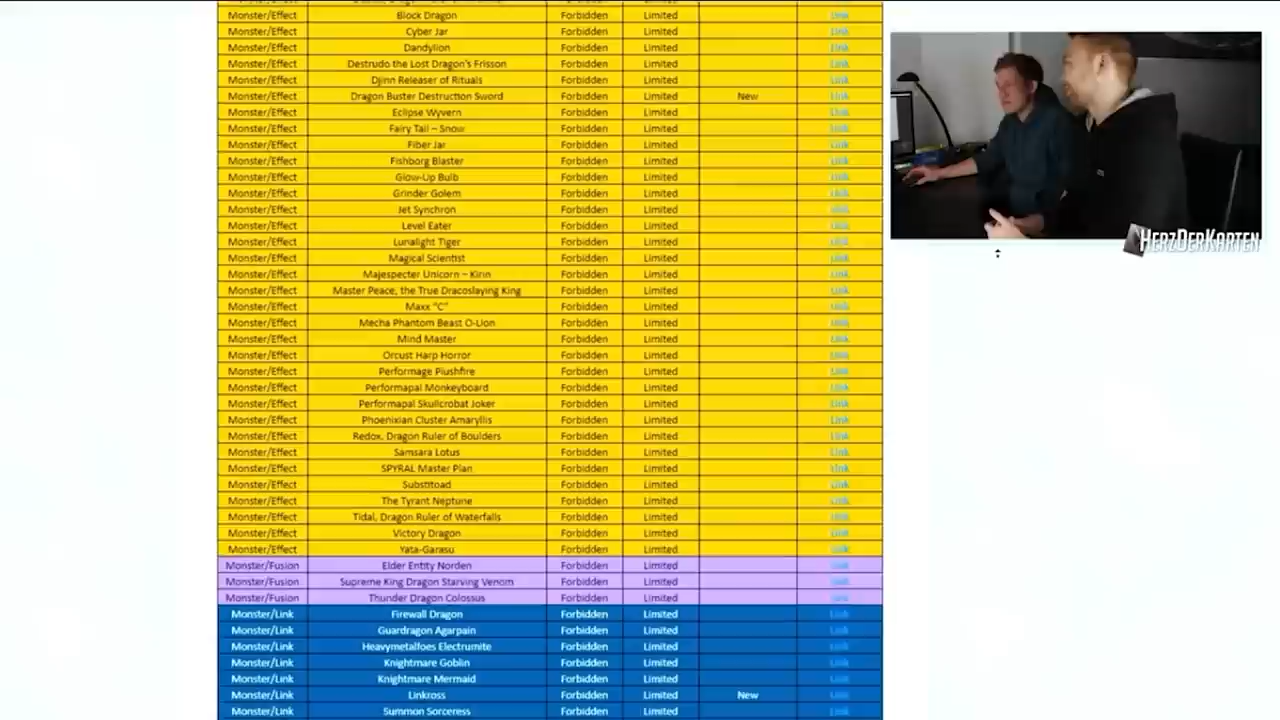 Monster/Effect Block Dragon Forbidden Limited Link
Monster/Effect Cyber Jar Forbidden Limited Link
Monster/Effect Dandylion Forbidden Limited Link
Monster/Effect Destrudo the Lost Dragon's Frisson Forbidden Limited Link
Monster/Effect Djinn Releaser of Rituals Forbidden Limited Link
Monster/Effect Dragon Buster Destruction Sword Forbidden Limited New Link
Monster/Effect Eclipse Wyvern Forbidden Limited Link
Monster/Effect Fairy Tail – Snow Forbidden Limited Link
Monster/Effect Fiber Jar Forbidden Limited Link
Monster/Effect Fishborg Blaster Forbidden Limited Link
Monster/Effect Glow-Up Bulb Forbidden Limited Link
Monster/Effect Grinder Golem Forbidden Limited Link
Monster/Effect Jet Synchron Forbidden Limited Link
Monster/Effect Level Eater Forbidden Limited Link
Monster/Effect Lunalight Tiger Forbidden Limited Link
Monster/Effect Magical Scientist Forbidden Limited Link
Monster/Effect Majespecter Unicorn – Kirin Forbidden Limited Link
Monster/Effect Master Peace, the True Dracoslaying King Forbidden Limited Link
Monster/Effect Maxx "C" Forbidden Limited Link
Monster/Effect Mecha Phantom Beast O-Lion Forbidden Limited Link
Monster/Effect Mind Master Forbidden Limited Link
Monster/Effect Orcust Harp Horror Forbidden Limited Link
Monster/Effect Performage Plushfire Forbidden Limited Link
Monster/Effect Performapal Monkeyboard Forbidden Limited Link
Monster/Effect Performapal Skullcrobat Joker Forbidden Limited Link
Monster/Effect Phoenixian Cluster Amaryllis Forbidden Limited Link
Monster/Effect Redox, Dragon Ruler of Boulders Forbidden Limited Link
Monster/Effect Samsara Lotus Forbidden Limited Link
Monster/Effect SPYRAL Master Plan Forbidden Limited Link
Monster/Effect Substitoad Forbidden Limited Link
Monster/Effect The Tyrant Neptune Forbidden Limited Link
Monster/Effect Tidal, Dragon Ruler of Waterfalls Forbidden Limited Link
Monster/Effect Victory Dragon Forbidden Limited Link
Monster/Effect Yata-Garasu Forbidden Limited Link
Monster/Fusion Elder Entity Norden Forbidden Limited Link
Monster/Fusion Supreme King Dragon Starving Venom Forbidden Limited Link
Monster/Fusion Thunder Dragon Colossus Forbidden Limited Link
Monster/Link Firewall Dragon Forbidden Limited Link
Monster/Link Guardragon Agarpain Forbidden Limited Link
Monster/Link Heavymetalfoes Electrumite Forbidden Limited Link
Monster/Link Knightmare Goblin Forbidden Limited Link
Monster/Link Knightmare Mermaid Forbidden Limited Link
Monster/Link Linkross Forbidden Limited New Link
Monster/Link Summon Sorceress Forbidden Limited Link
HERZDERKARTEN